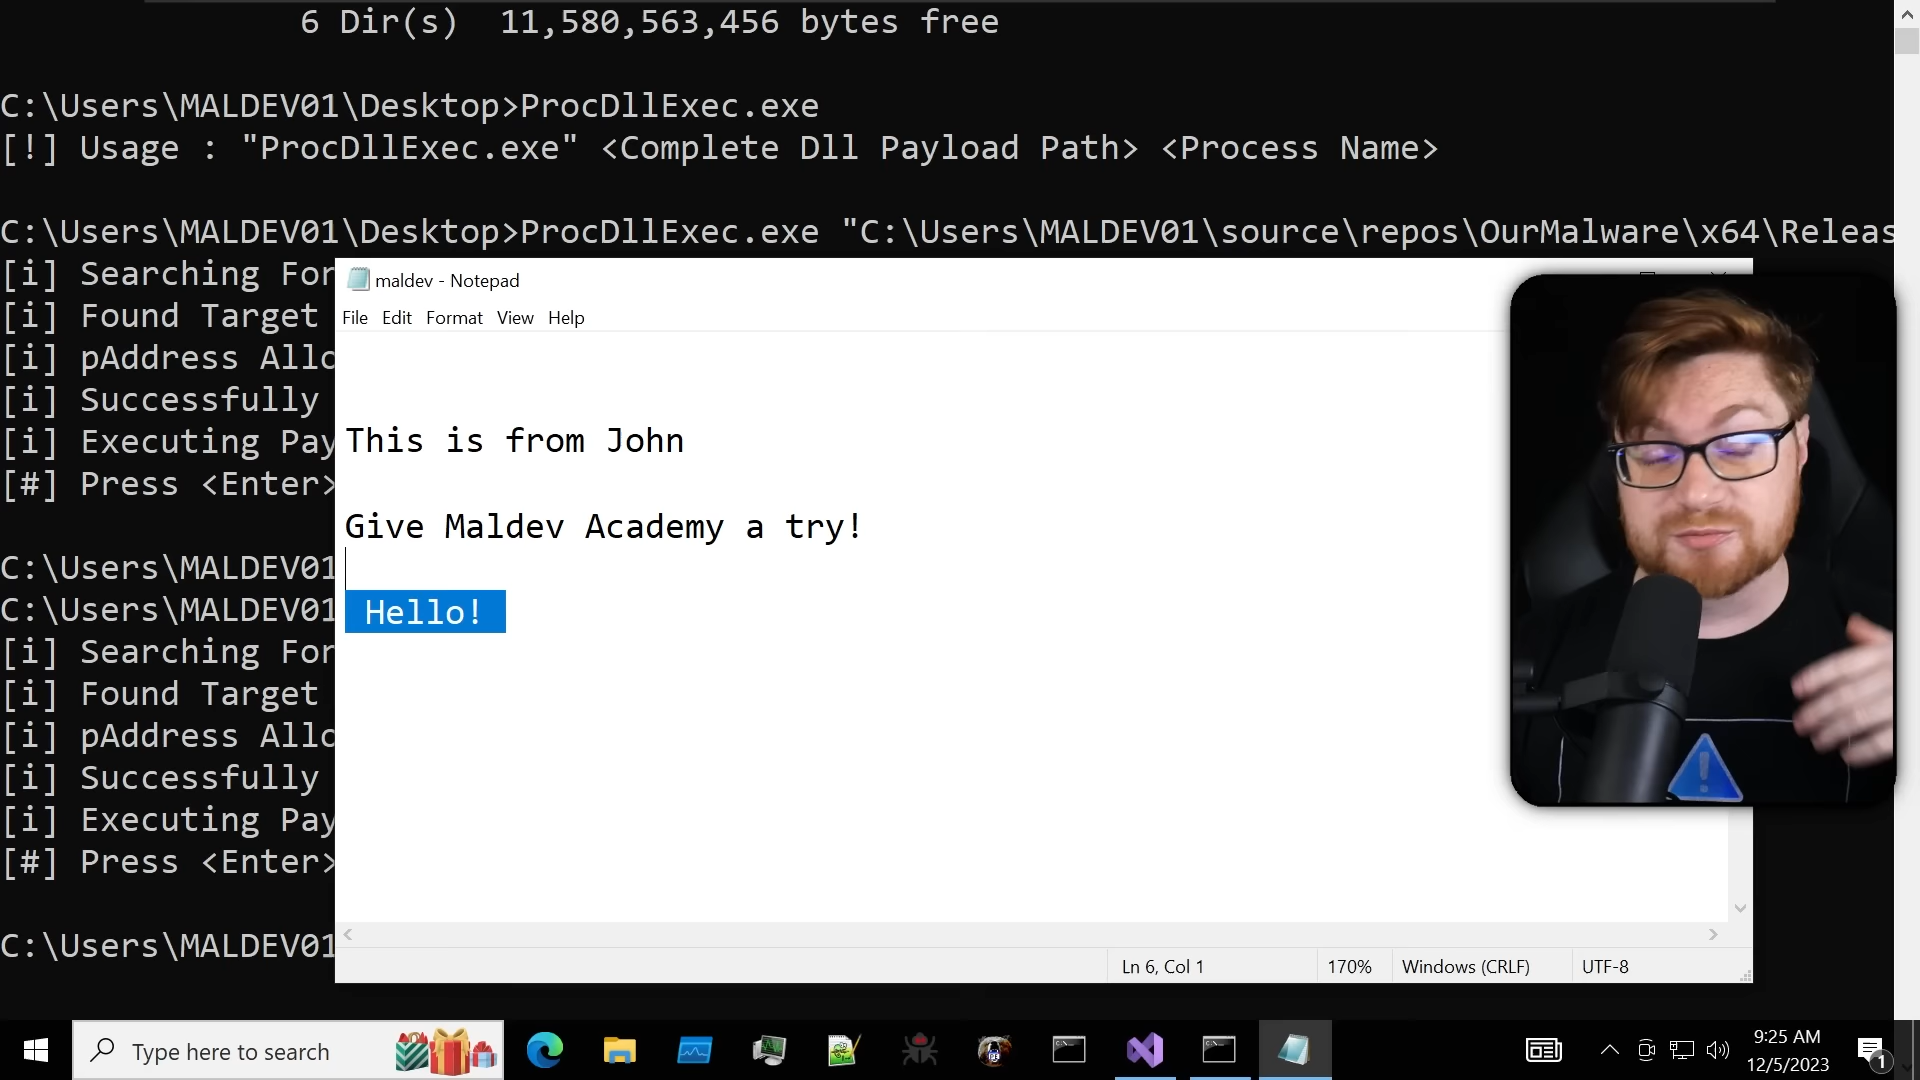 6 Dir(s)  11,580,563,456 bytes free
C:\Users\MALDEV01\Desktop>ProcDllExec.exe
[!] Usage : "ProcDllExec.exe" <Complete Dll Payload Path> <Process Name>
C:\Users\MALDEV01\Desktop>ProcDllExec.exe "C:\Users\MALDEV01\source\repos\OurMalware\x64\Releas
[i] Searching For
[i] Found Target
[i] pAddress Allo
[i] Successfully
[i] Executing Pay
[#] Press <Enter>
C:\Users\MALDEV01
C:\Users\MALDEV01
[i] Searching For
[i] Found Target
[i] pAddress Allo
[i] Successfully
[i] Executing Pay
[#] Press <Enter>
C:\Users\MALDEV01
maldev - Notepad
File Edit Format View Help
This is from John
Give Maldev Academy a try!
Hello!
Ln 6, Col 1
170%
Windows (CRLF)
UTF-8
Type here to search
9:25 AM
12/5/2023
1